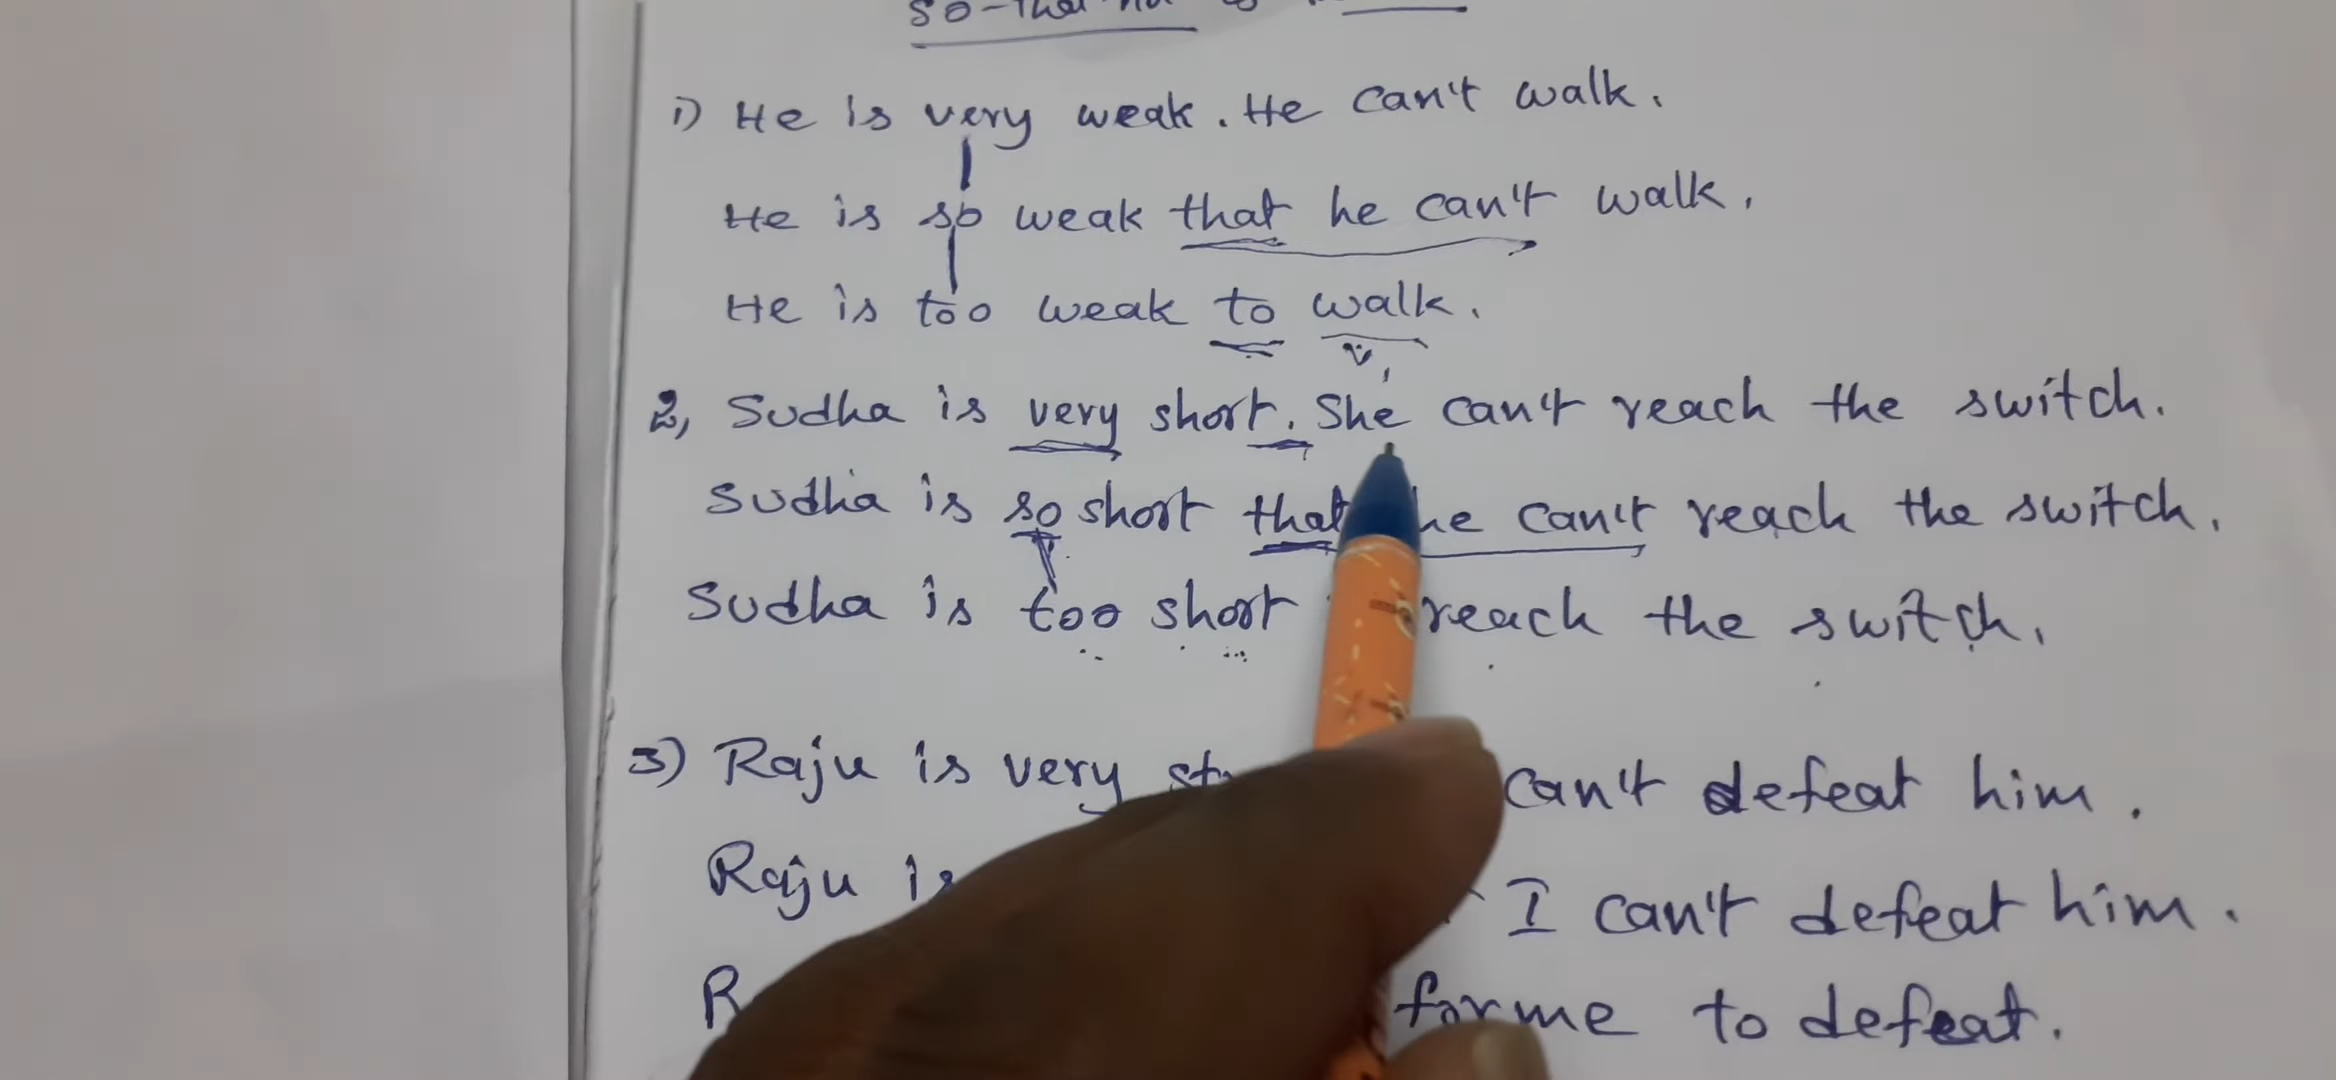 1) He is very weak. He can't walk.
He is so weak that he can't walk.
He is too weak to walk.
V1
2, Sudha is very short. She can't reach the switch.
Sudha is so short that can't reach the switch.
Sudha is too short reach the switch.
3) Raju is very can't defeat him.
Raju is I can't defeat him.
for me to defeat.